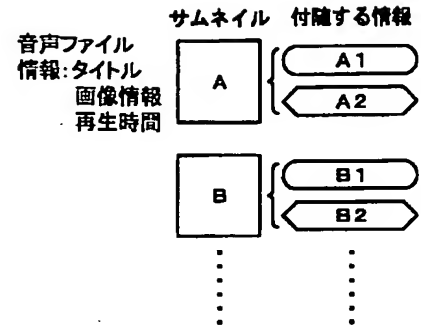 サムネイル 付随する情報
音声ファイル
情報:タイトル
画像情報
再生時間
A
A1
A2
B
B1
B2